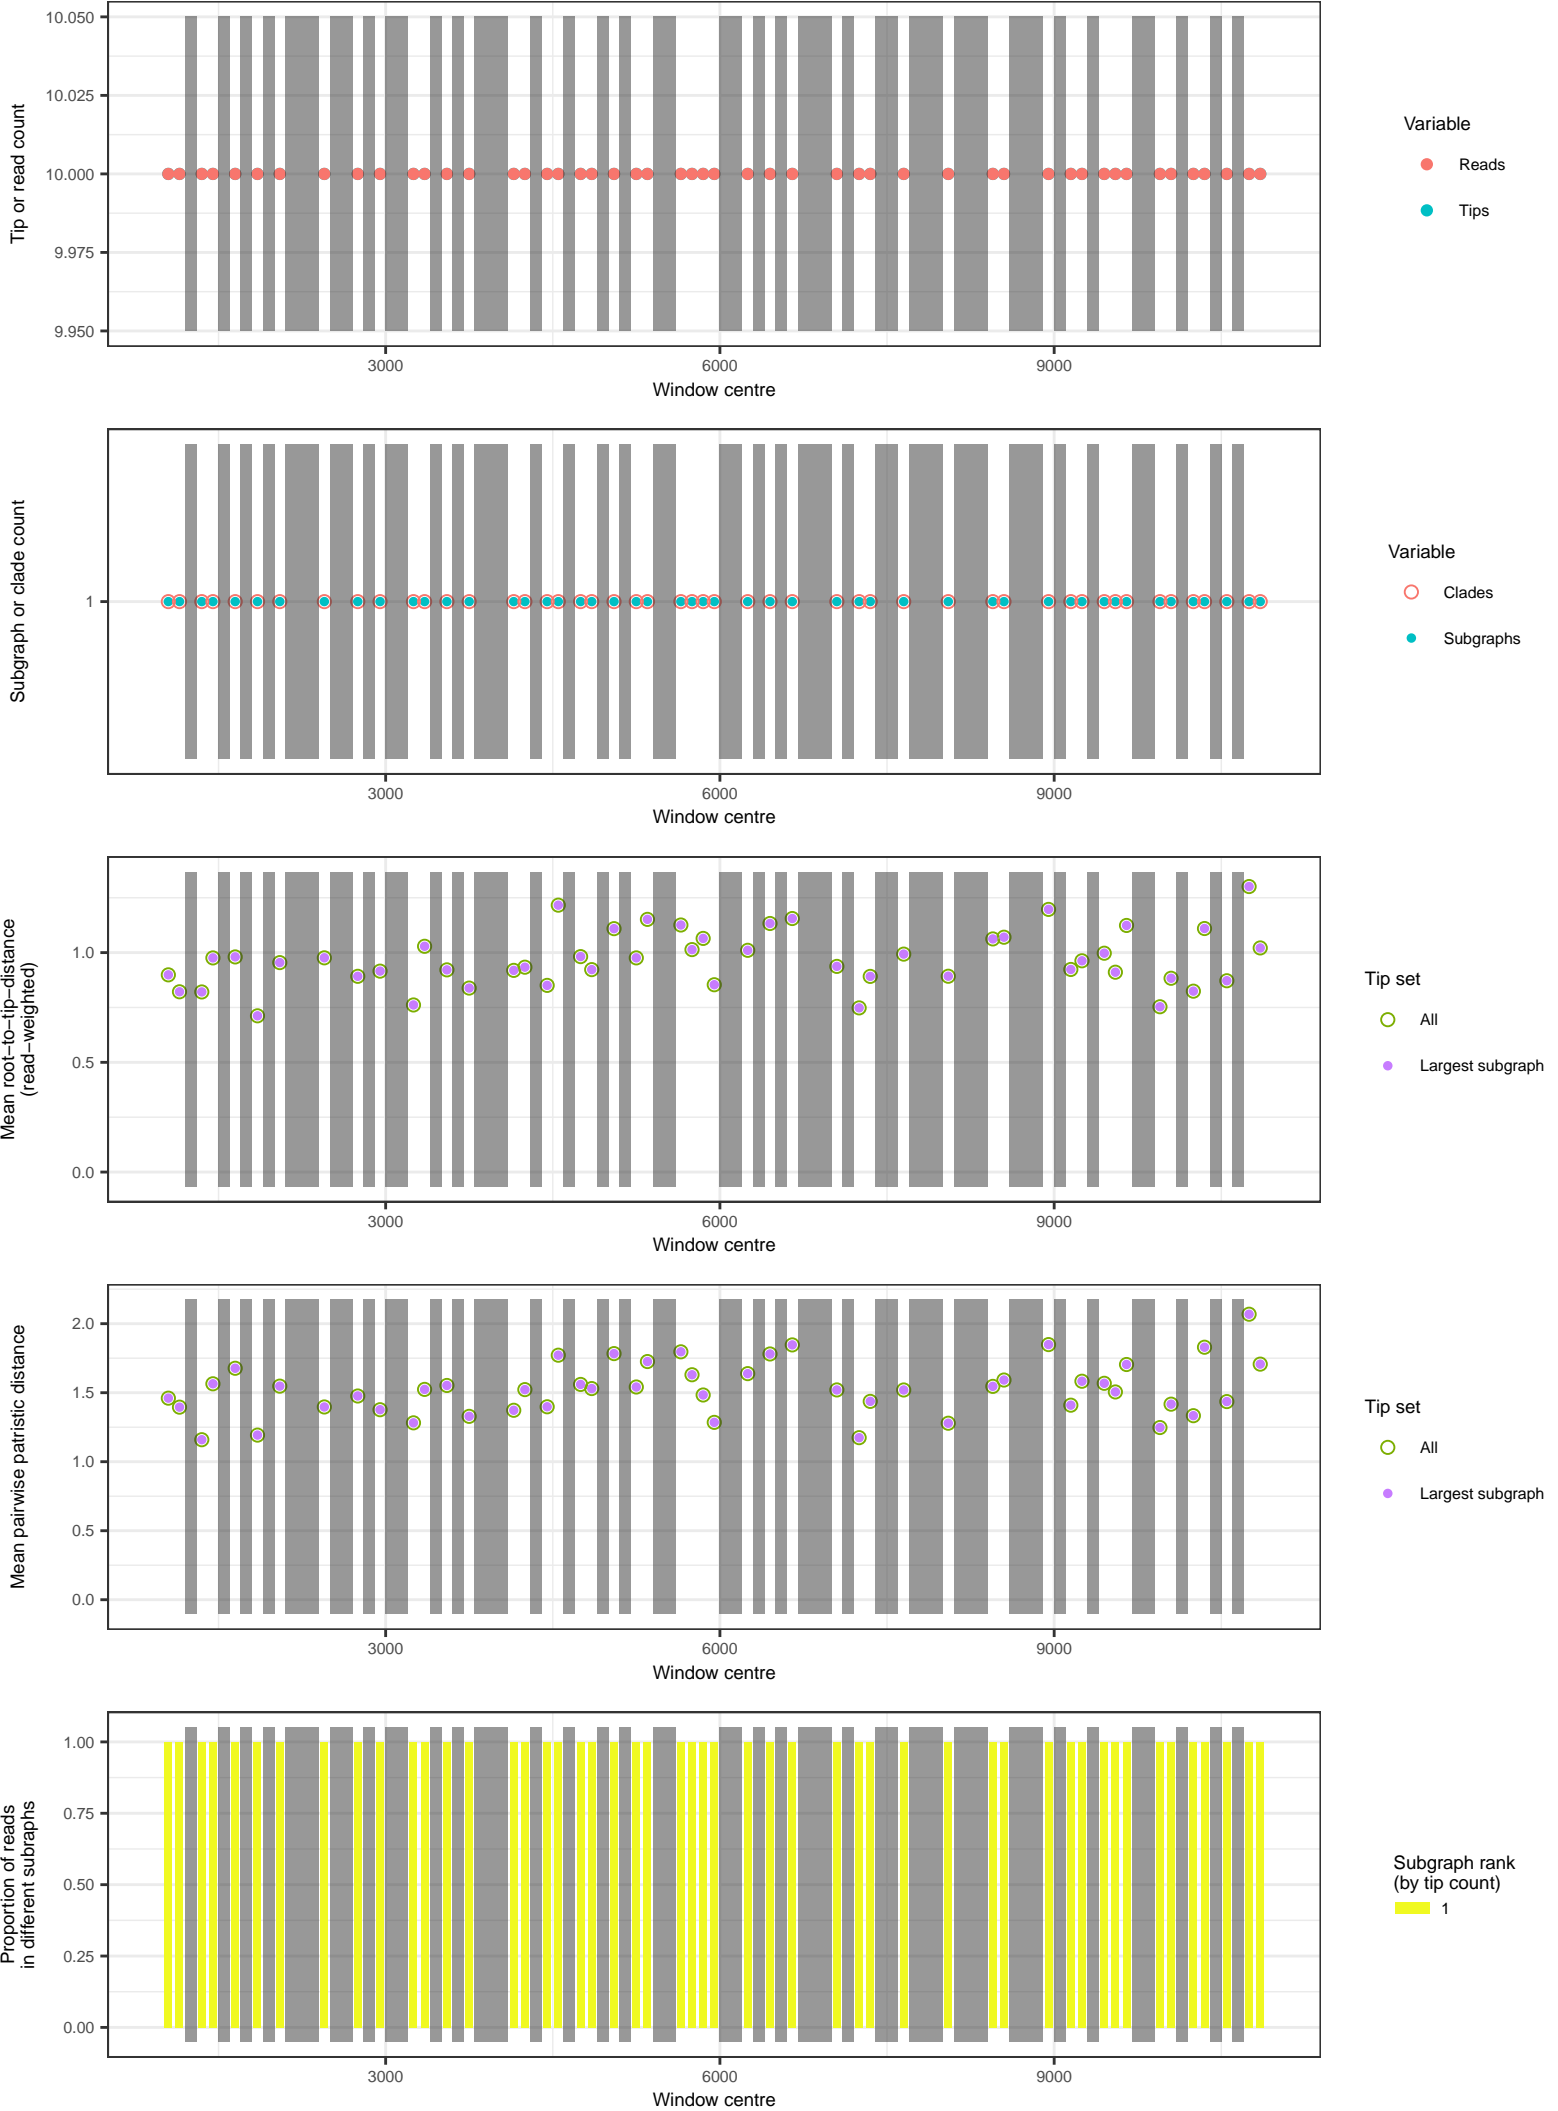 10.050
10.025
10.000
9.975
9.950
Tip or read count
3000
6000
9000
Window centre
Variable
Reads
Tips
1
Subgraph or clade count
3000
6000
9000
Window centre
Variable
Clades
Subgraphs
1.0
0.5
0.0
Mean root−to−tip−distance
(read−weighted)
3000
6000
9000
Window centre
Tip set
All
Largest subgraph
2.0
1.5
1.0
0.5
0.0
Mean pairwise patristic distance
3000
6000
9000
Window centre
Tip set
All
Largest subgraph
1.00
0.75
0.50
0.25
0.00
Proportion of reads
in different subraphs
3000
6000
9000
Window centre
Subgraph rank
(by tip count)
1